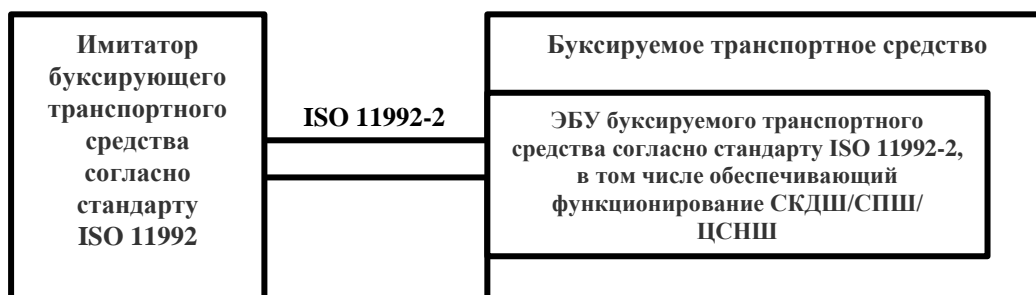 Имитатор
буксирующего
транспортного
средства
согласно
стандарту
ISO 11992
ISO 11992-2
Буксируемое транспортное средство
ЭБУ буксируемого транспортного
средства согласно стандарту ISO 11992-2,
в том числе обеспечивающий
функционирование СКДШ/СПШ/
ЦСНШ